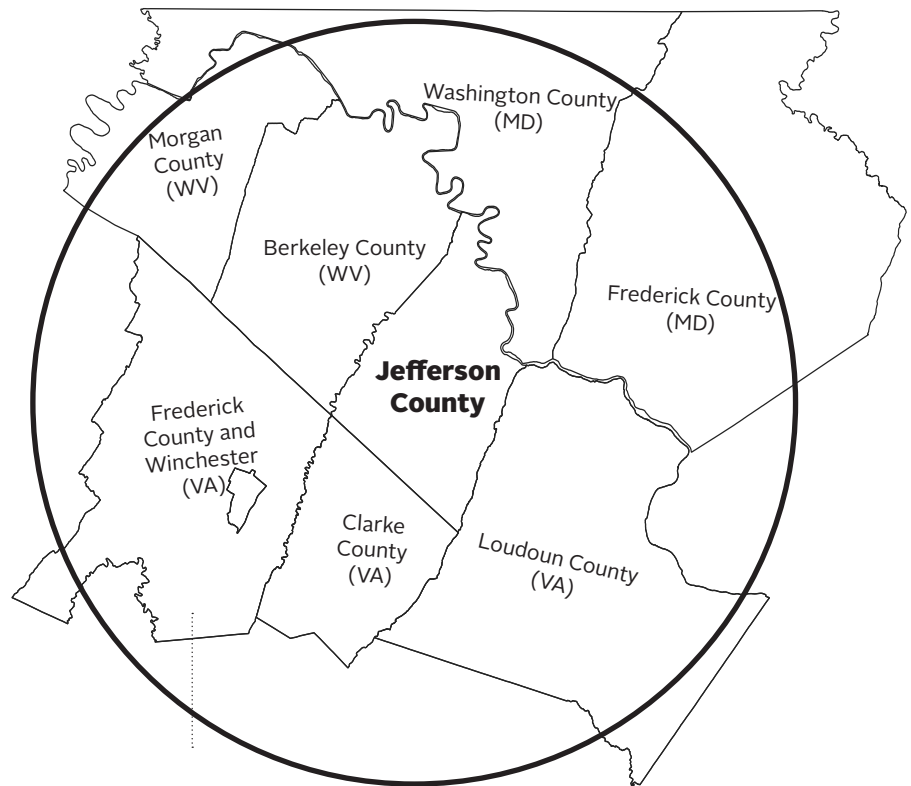 Washington County
(MD)
Morgan
County
(WV)
Berkeley County
(WV)
Frederick County
(MD)
Jefferson
County
Frederick
County and
Winchester
(VA)
Clarke
County
(VA)
Loudoun County
(VA)